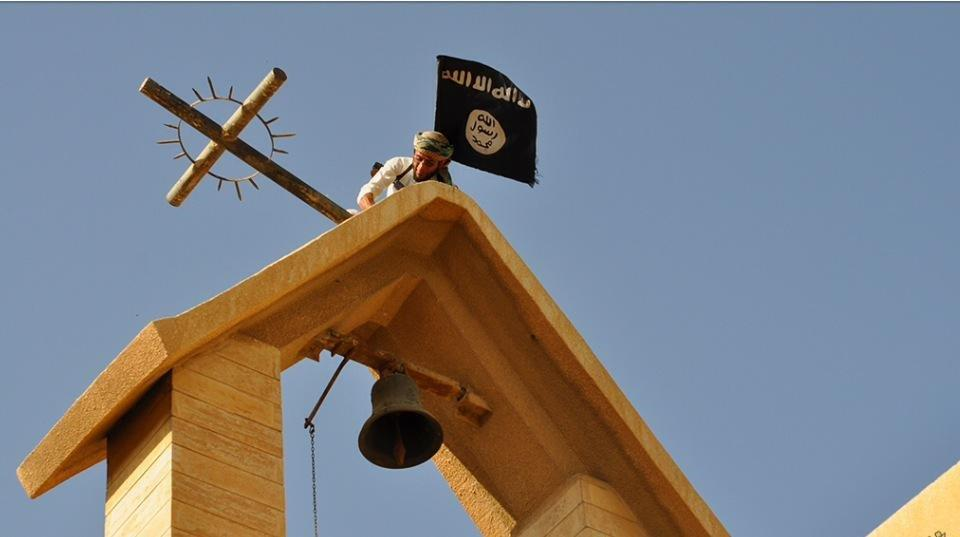 لا اله الا الله
الله
رسول
محمد